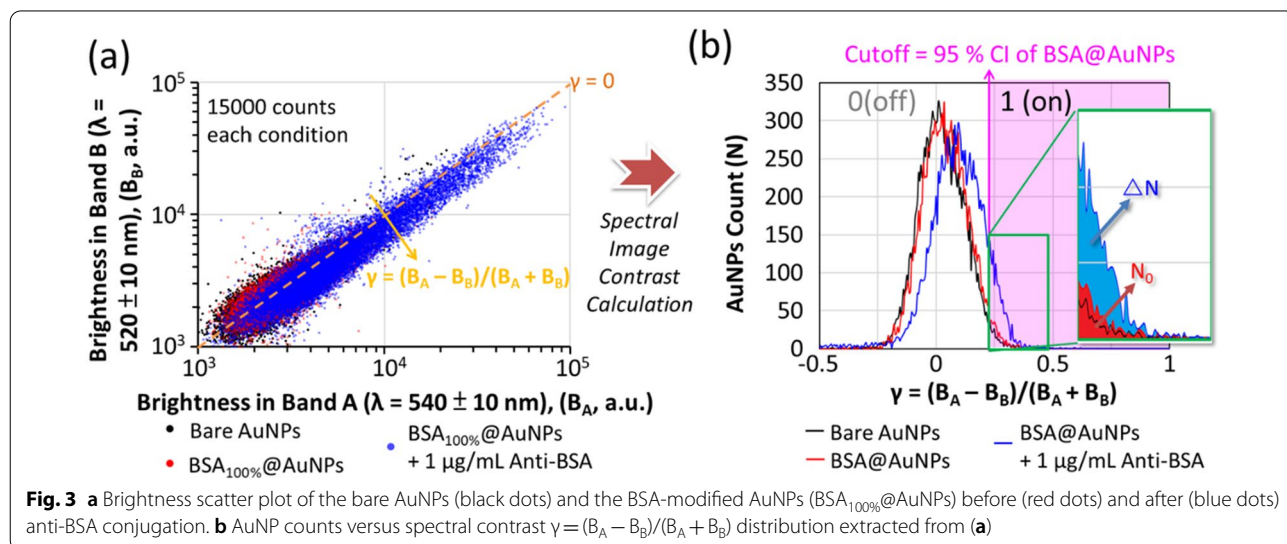 (a)
10⁵
10⁴
10³
Brightness in Band B (λ =
520 ± 10 nm), (B_B, a.u.)
15000 counts
each condition
γ = 0
γ = (B_A − B_B)/(B_A + B_B)
10³ 10⁴ 10⁵
Brightness in Band A (λ = 540 ± 10 nm), (B_A, a.u.)
Bare AuNPs
BSA₁₀₀%@AuNPs
BSA₁₀₀%@AuNPs
+ 1 µg/mL Anti-BSA
Spectral
Image
Contrast
Calculation
(b)
Cutoff = 95 % CI of BSA@AuNPs
0(off)
1 (on)
AuNPs Count (N)
350
300
250
200
150
100
50
0
△N
N₀
-0.5 0 0.5 1
γ = (B_A − B_B)/(B_A + B_B)
Bare AuNPs
BSA@AuNPs
BSA@AuNPs
+ 1 µg/mL Anti-BSA
Fig. 3 a Brightness scatter plot of the bare AuNPs (black dots) and the BSA-modified AuNPs (BSA₁₀₀%@AuNPs) before (red dots) and after (blue dots)
anti-BSA conjugation. b AuNP counts versus spectral contrast γ = (B_A − B_B)/(B_A + B_B) distribution extracted from (a)